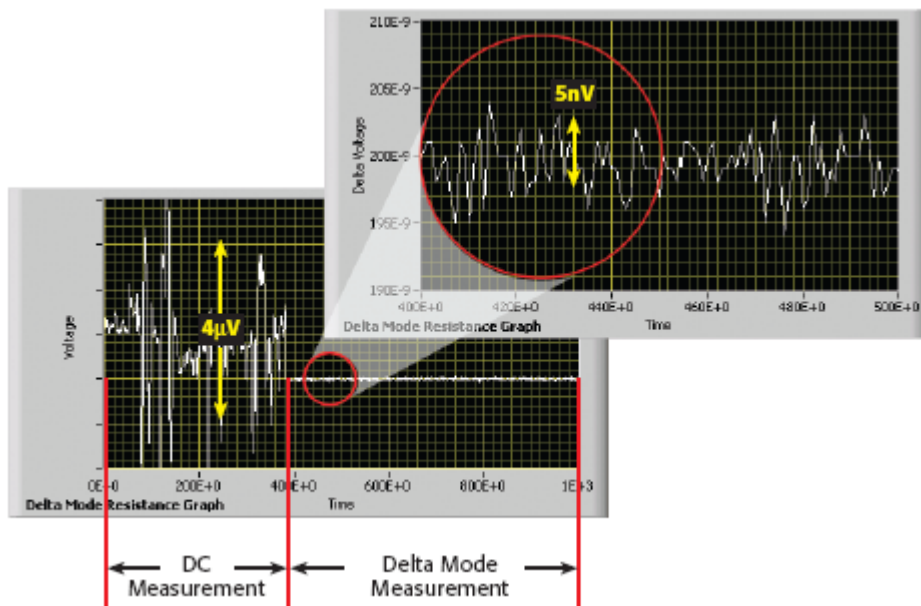 210E-9
205E-9
200E-9
195E-9
190E-9
Delta Voltage
5nV
400E+0
420E+0
440E+0
460E+0
480E+0
500E+0
Delta Mode Resistance Graph
Time
Voltage
4µV
0E+0
200E+0
400E+0
600E+0
800E+0
1E+3
Delta Mode Resistance Graph
Time
DC
Measurement
Delta Mode
Measurement